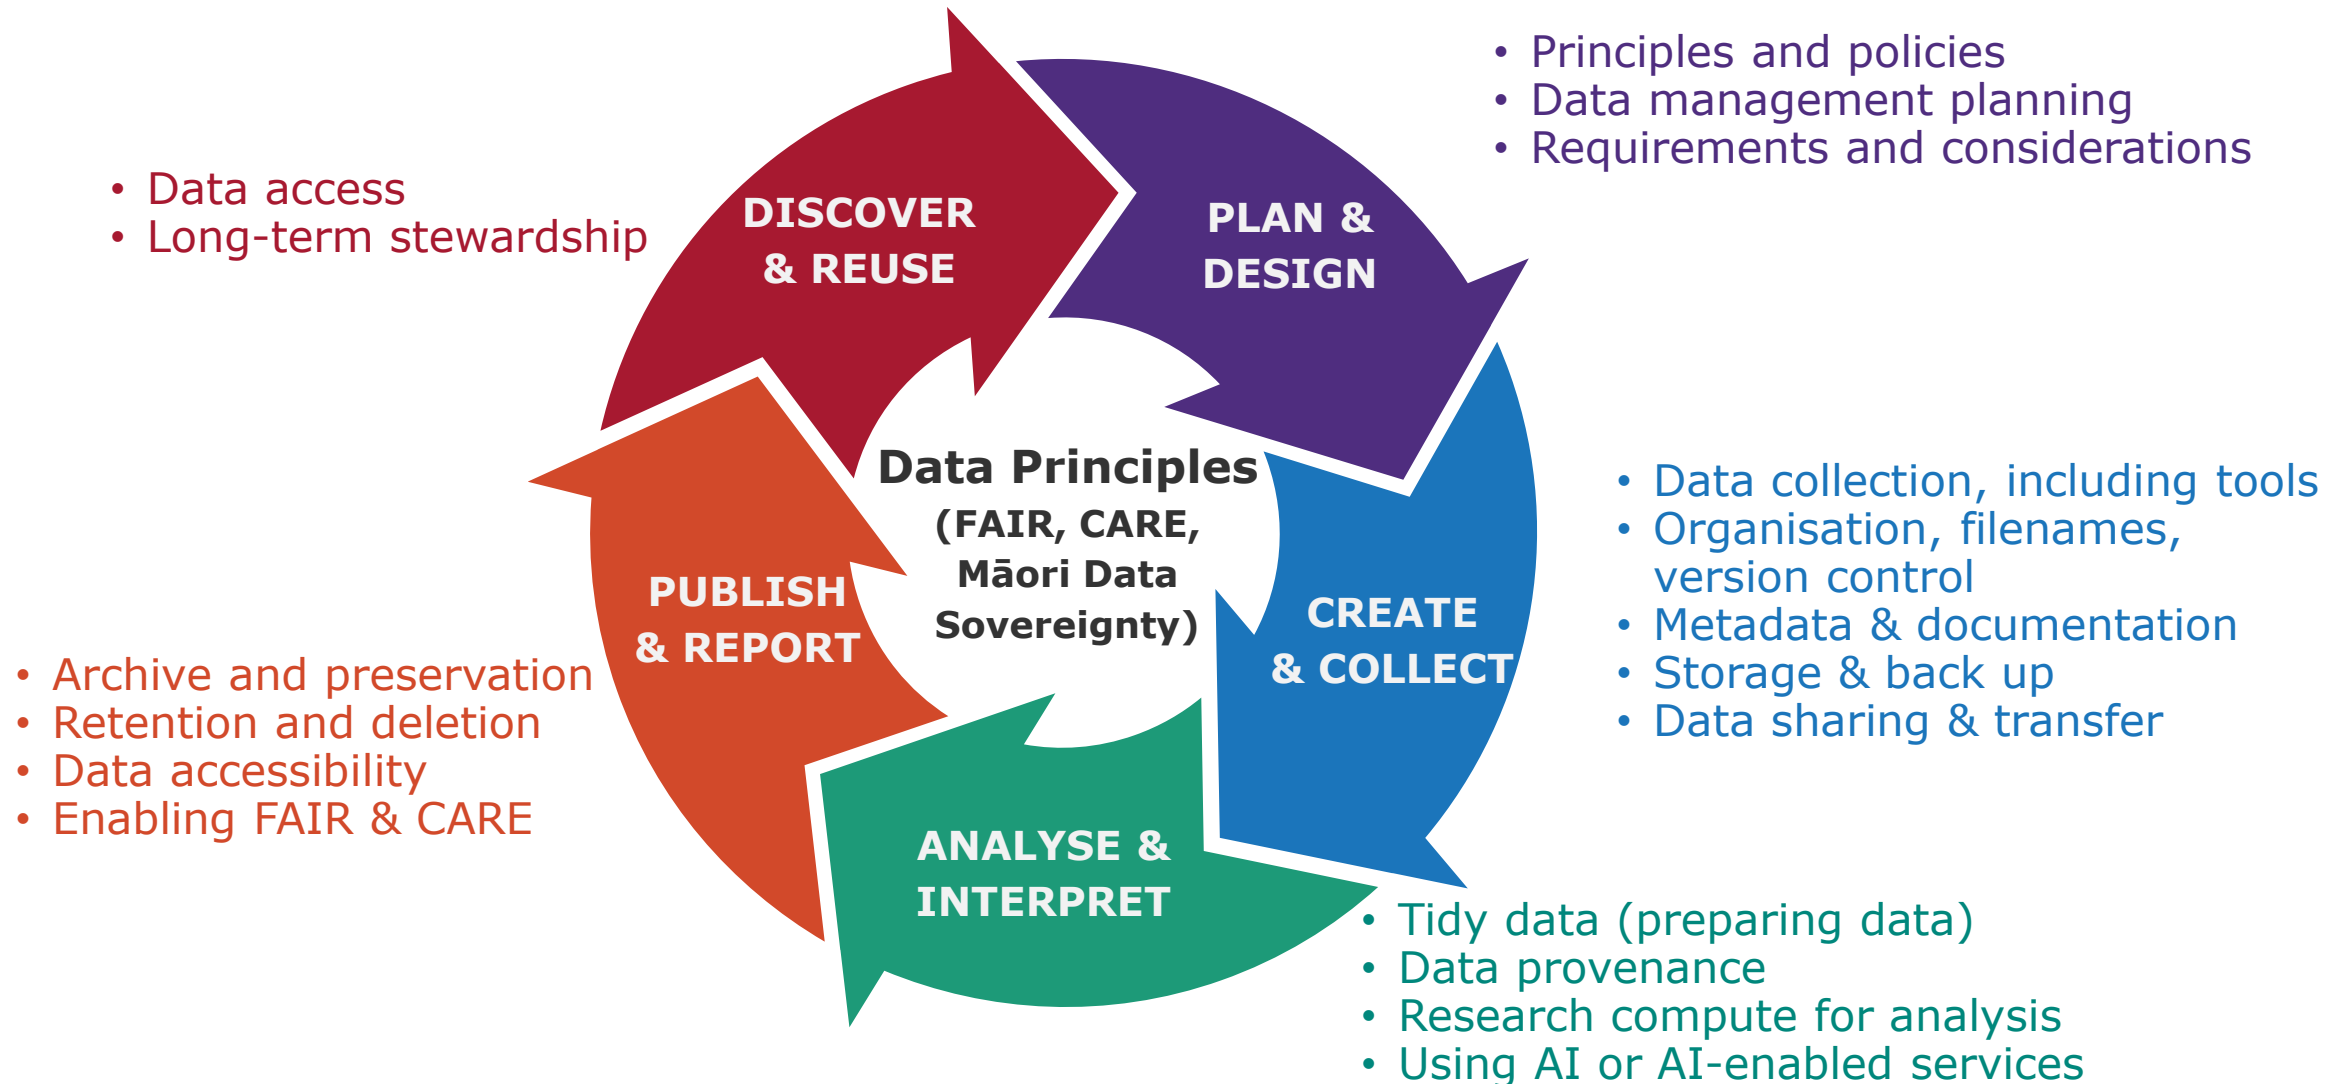 • Principles and policies
• Data management planning
• Requirements and considerations
• Data access
• Long-term stewardship
DISCOVER
& REUSE
PLAN &
DESIGN
Data Principles
(FAIR, CARE,
Māori Data
Sovereignty)
• Data collection, including tools
• Organisation, filenames,
version control
• Metadata & documentation
• Storage & back up
• Data sharing & transfer
CREATE
& COLLECT
PUBLISH
& REPORT
• Archive and preservation
• Retention and deletion
• Data accessibility
• Enabling FAIR & CARE
ANALYSE &
INTERPRET
• Tidy data (preparing data)
• Data provenance
• Research compute for analysis
• Using AI or AI-enabled services